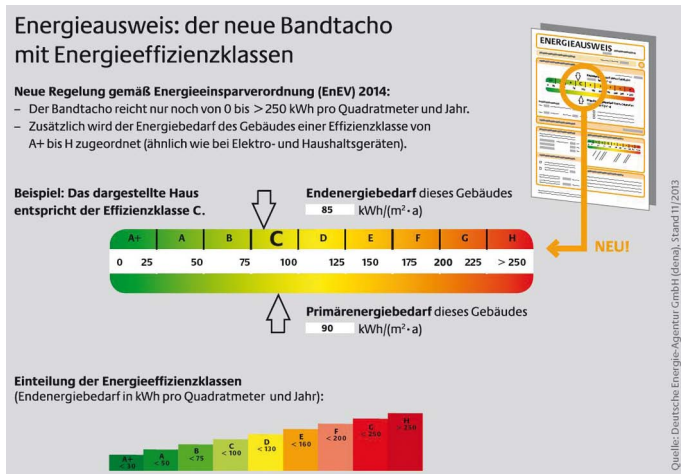 Energieausweis: der neue Bandtacho
mit Energieeffizienzklassen
ENERGIEAUSWEIS
Neue Regelung gemäß Energieeinsparverordnung (EnEV) 2014:
– Der Bandtacho reicht nur noch von 0 bis >250 kWh pro Quadratmeter und Jahr.
– Zusätzlich wird der Energiebedarf des Gebäudes einer Effizienzklasse von
A+ bis H zugeordnet (ähnlich wie bei Elektro- und Haushaltsgeräten).
Beispiel: Das dargestellte Haus
entspricht der Effizienzklasse C.
Endenergiebedarf dieses Gebäudes
85 kWh/(m²·a)
A+ A B C D E F G H
0 25 50 75 100 125 150 175 200 225 >250
NEU!
Primärenergiebedarf dieses Gebäudes
90 kWh/(m²·a)
Einteilung der Energieeffizienzklassen
(Endenergiebedarf in kWh pro Quadratmeter und Jahr):
A+ A B C D E F G H
<30 <50 <75 <100 <130 <160 <200 <250 >250
Quelle: Deutsche Energie-Agentur GmbH (dena), Stand 11/2013